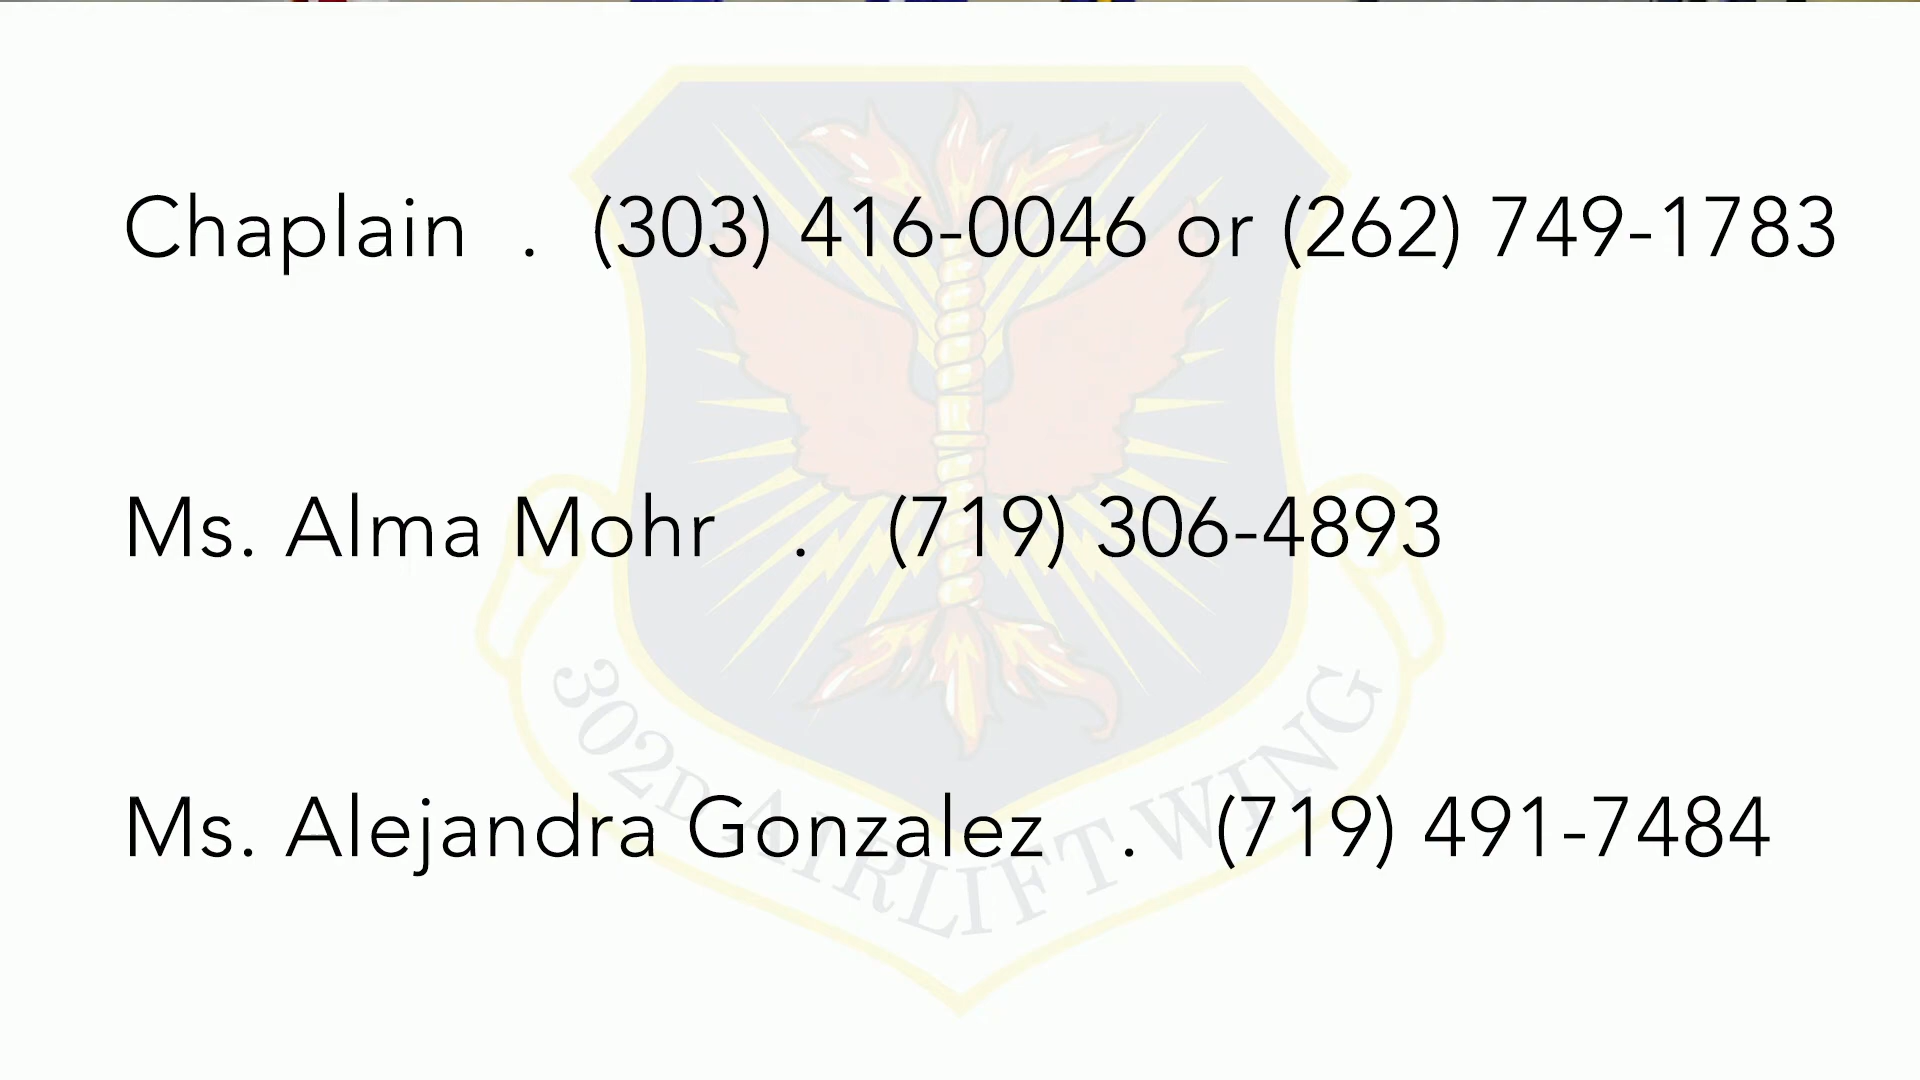 Chaplain . (303) 416-0046 or (262) 749-1783
Ms. Alma Mohr . (719) 306-4893
Ms. Alejandra Gonzalez . (719) 491-7484
302D AIRLIFT WING